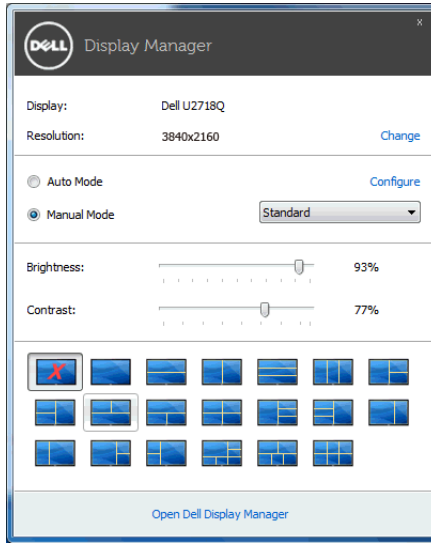 x
DELL Display Manager
Display: Dell U2718Q
Resolution: 3840x2160 Change
Auto Mode Configure
Manual Mode Standard
Brightness: 93%
Contrast: 77%
X
Open Dell Display Manager